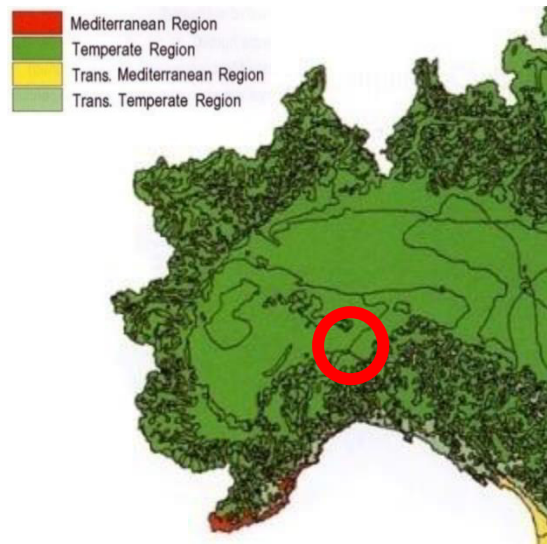 Mediterranean Region
Temperate Region
Trans. Mediterranean Region
Trans. Temperate Region